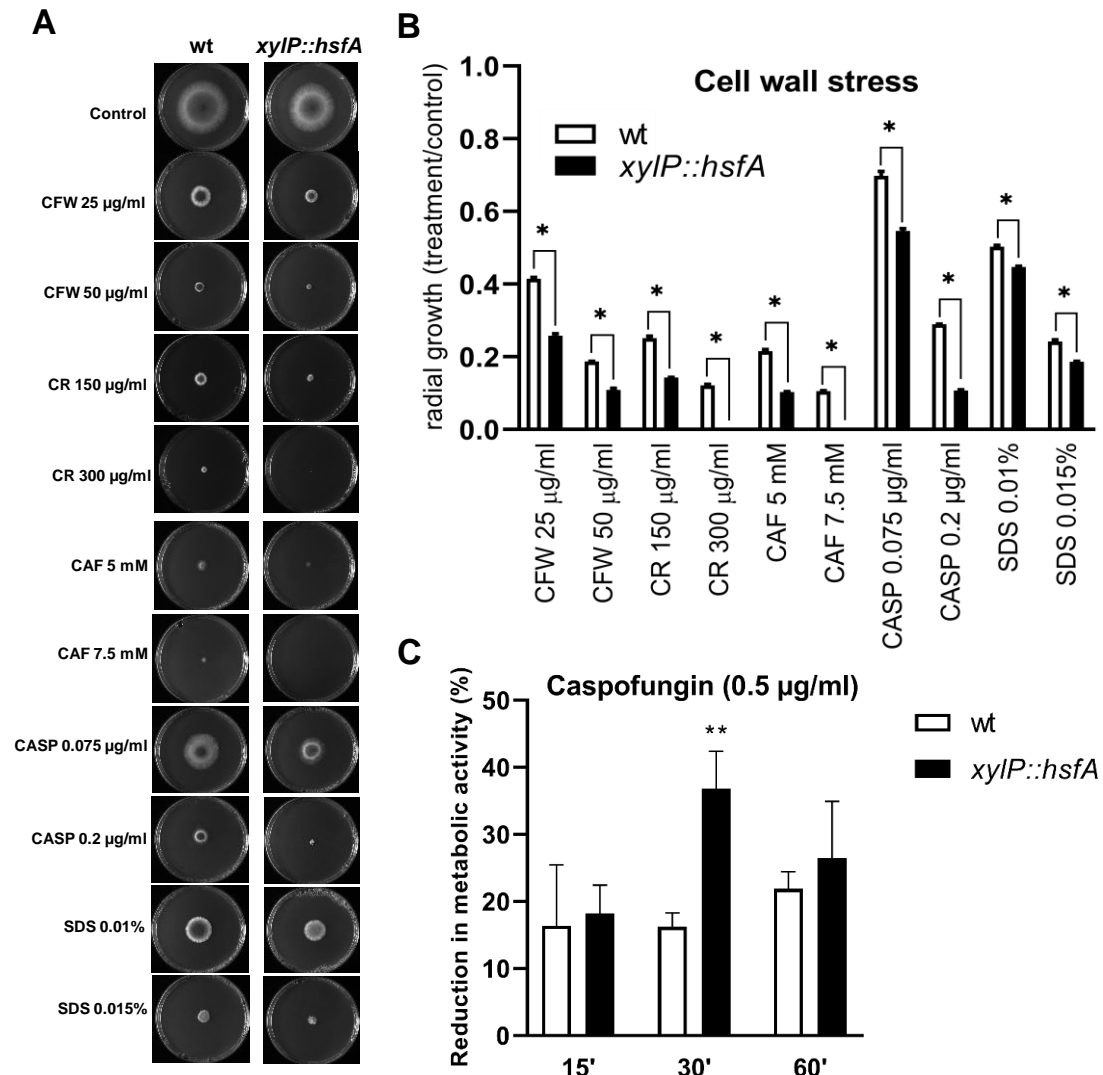 A
wt xylP::hsfA
Control
CFW 25 µg/ml
CFW 50 µg/ml
CR 150 µg/ml
CR 300 µg/ml
CAF 5 mM
CAF 7.5 mM
CASP 0.075 µg/ml
CASP 0.2 µg/ml
SDS 0.01%
SDS 0.015%
B
Cell wall stress
wt
xylP::hsfA
radial growth (treatment/control)
1.0
0.8
0.6
0.4
0.2
0.0
*
*
*
*
*
*
*
*
*
*
CFW 25 µg/ml
CFW 50 µg/ml
CR 150 µg/ml
CR 300 µg/ml
CAF 5 mM
CAF 7.5 mM
CASP 0.075 µg/ml
CASP 0.2 µg/ml
SDS 0.01%
SDS 0.015%
C
Caspofungin (0.5 µg/ml)
wt
xylP::hsfA
Reduction in metabolic activity (%)
50
40
30
20
10
0
**
15' 30' 60'